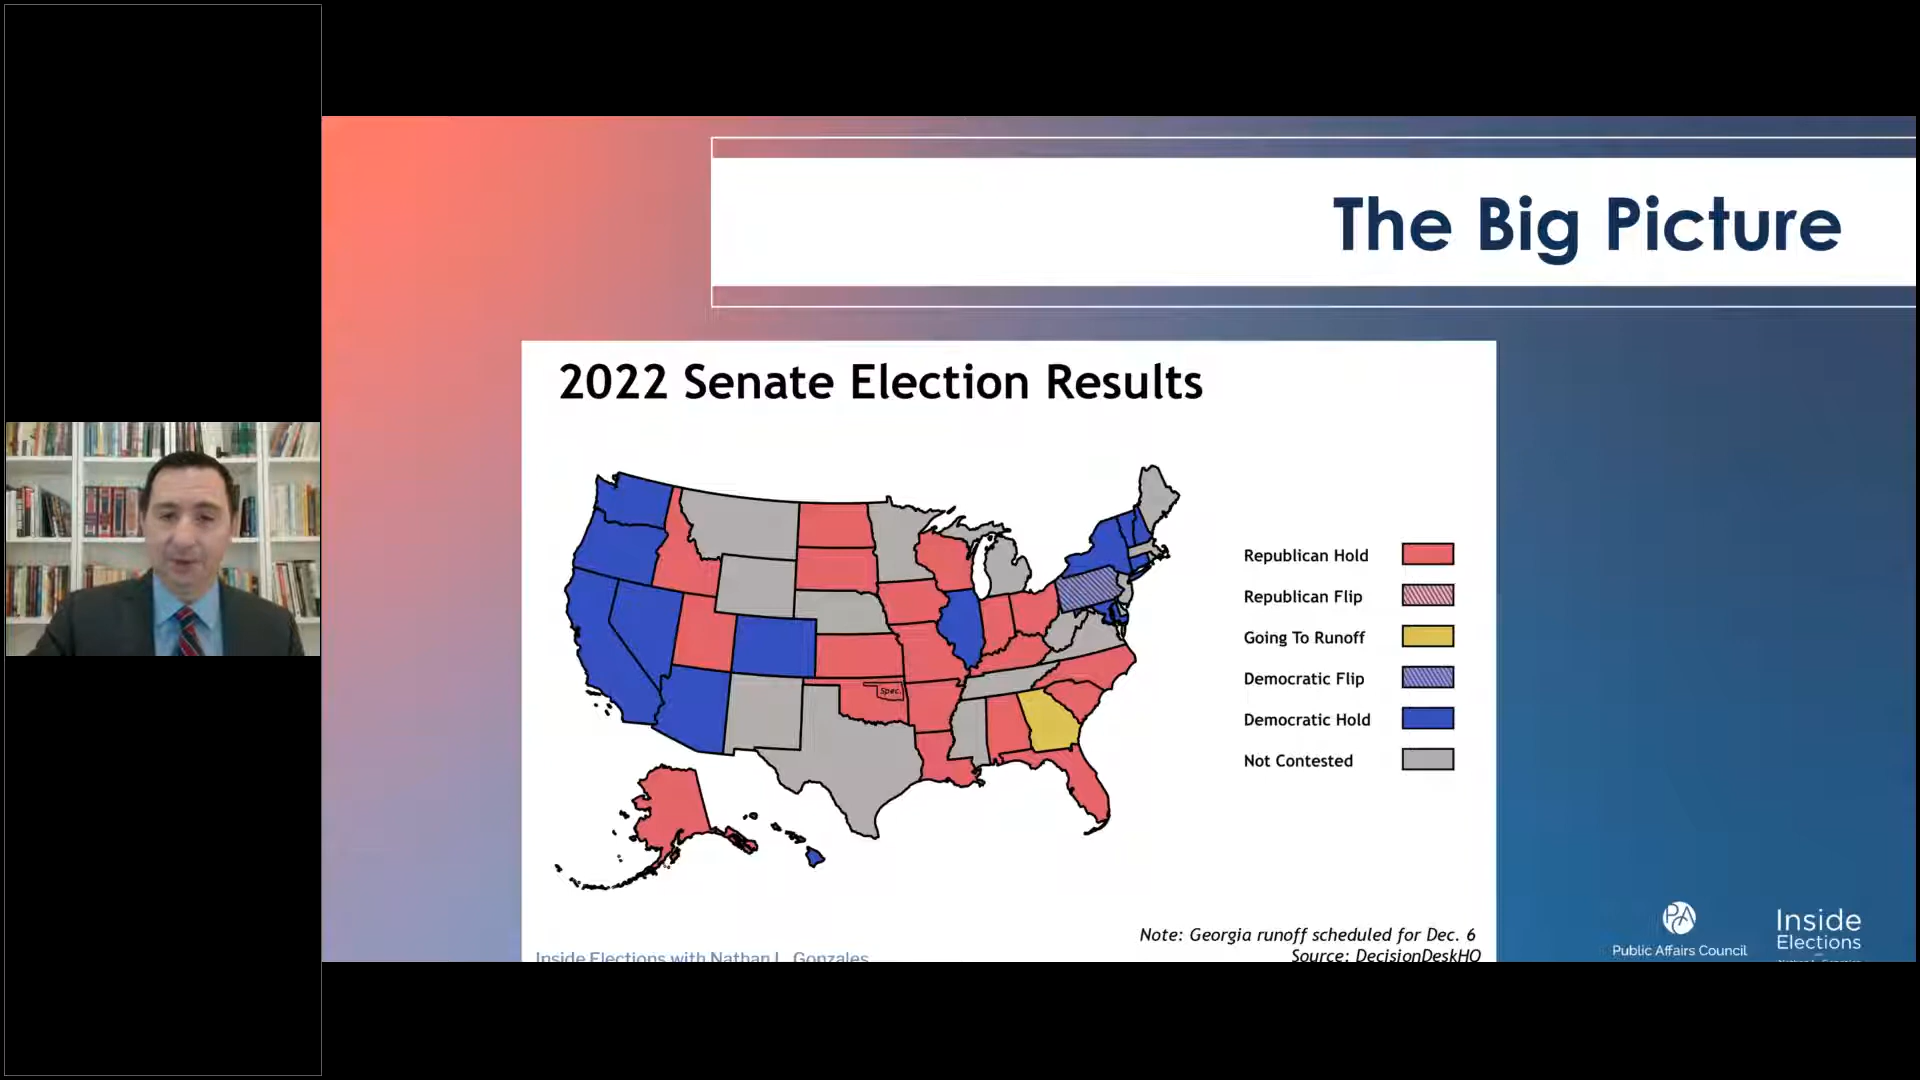 The Big Picture
2022 Senate Election Results
Republican Hold
Republican Flip
Going To Runoff
Democratic Flip
Democratic Hold
Not Contested
Spec.
Note: Georgia runoff scheduled for Dec. 6
Source: DecisionDeskHQ
Inside Elections with Nathan L. Gonzales
PCA
Public Affairs Council
Inside
Elections